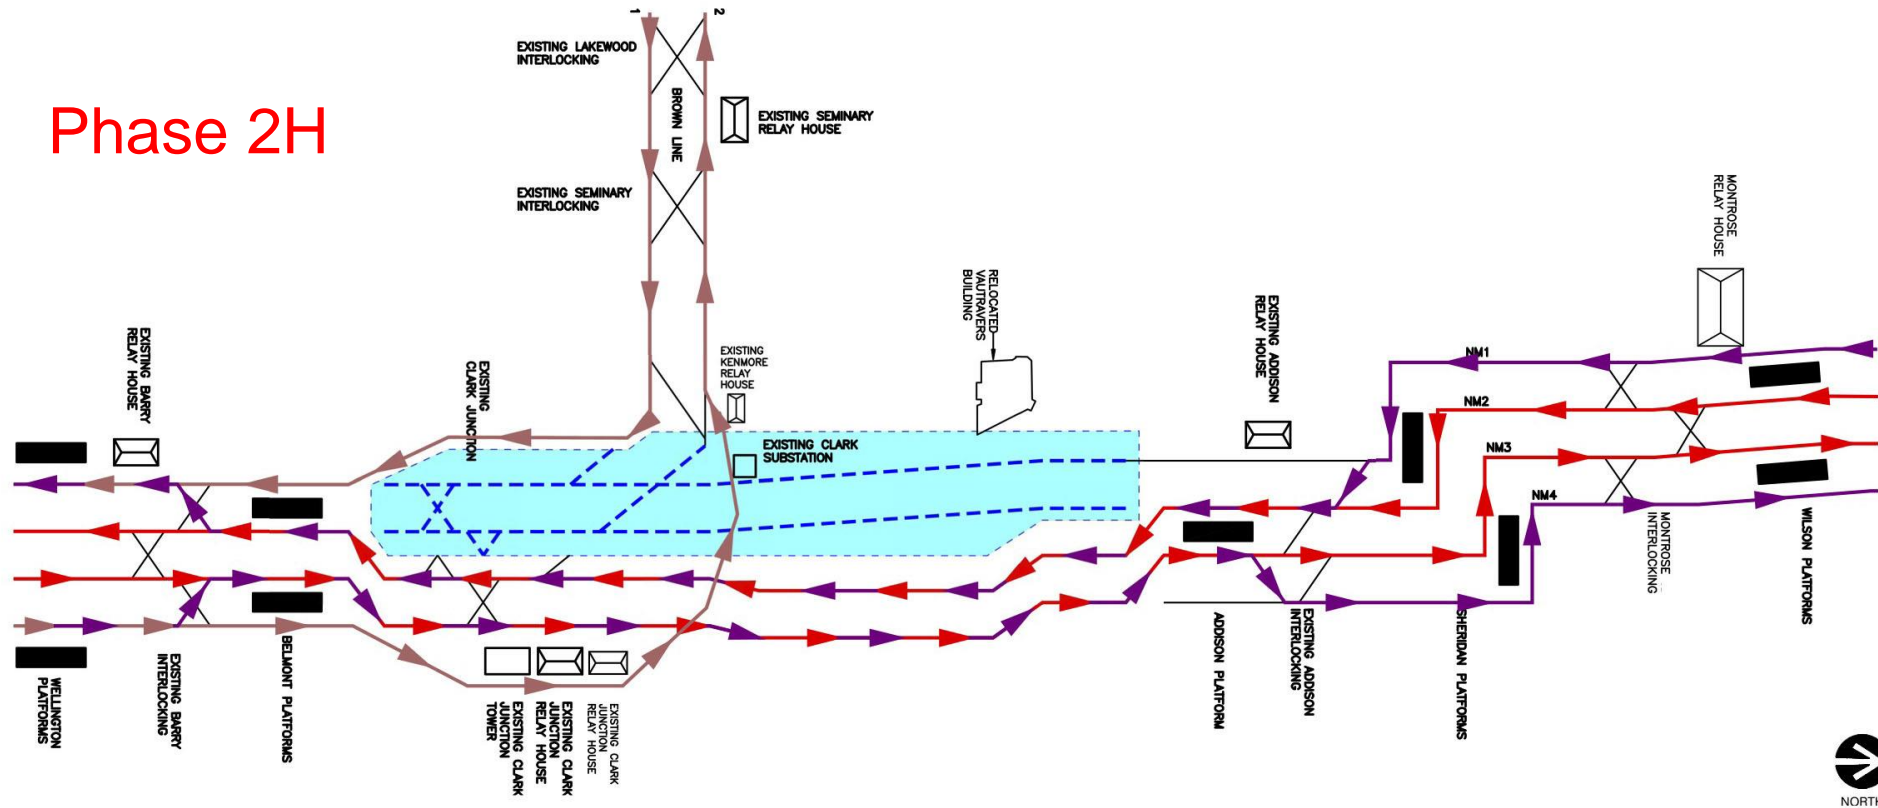 Phase 2H
1
2
EXISTING LAKEWOOD
INTERLOCKING
BROWN LINE
EXISTING SEMINARY
RELAY HOUSE
EXISTING SEMINARY
INTERLOCKING
MONTROSE
RELAY HOUSE
RELOCATED
VAUTRAVERS
BUILDING
EXISTING ADDISON
RELAY HOUSE
EXISTING BARRY
RELAY HOUSE
EXISTING
CLARK JUNCTION
EXISTING
KENMORE
RELAY
HOUSE
EXISTING CLARK
SUBSTATION
NM1
NM2
NM3
NM4
WELLINGTON
PLATFORMS
EXISTING BARRY
INTERLOCKING
BELMONT PLATFORMS
EXISTING CLARK
JUNCTION
TOWER
EXISTING CLARK
JUNCTION
RELAY HOUSE
EXISTING CLARK
JUNCTION
RELAY HOUSE
ADDISON PLATFORM
EXISTING ADDISON
INTERLOCKING
SHERIDAN PLATFORMS
MONTROSE
INTERLOCKING
WILSON PLATFORMS
NORTH